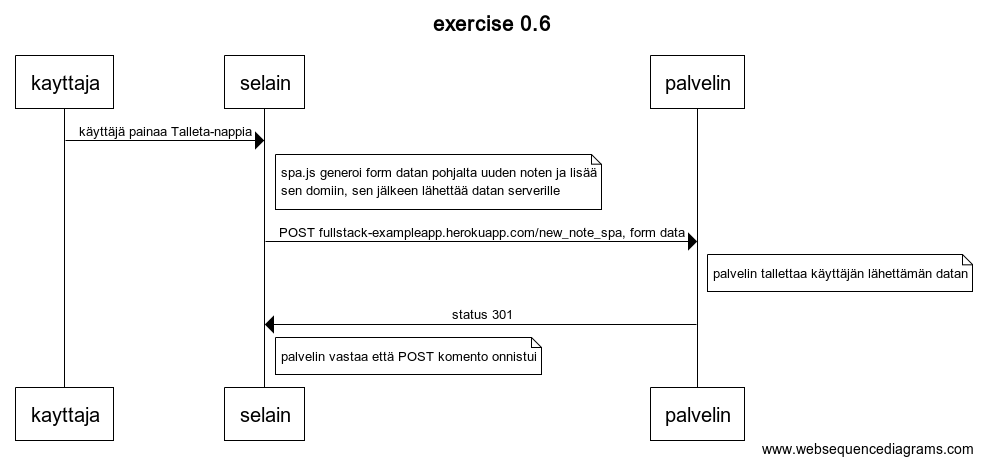 exercise 0.6
kayttaja
selain
palvelin
käyttäjä painaa Talleta-nappia
spa.js generoi form datan pohjalta uuden noten ja lisää
sen domiin, sen jälkeen lähettää datan serverille
POST fullstack-exampleapp.herokuapp.com/new_note_spa, form data
palvelin tallettaa käyttäjän lähettämän datan
status 301
palvelin vastaa että POST komento onnistui
kayttaja
selain
palvelin
www.websequencediagrams.com